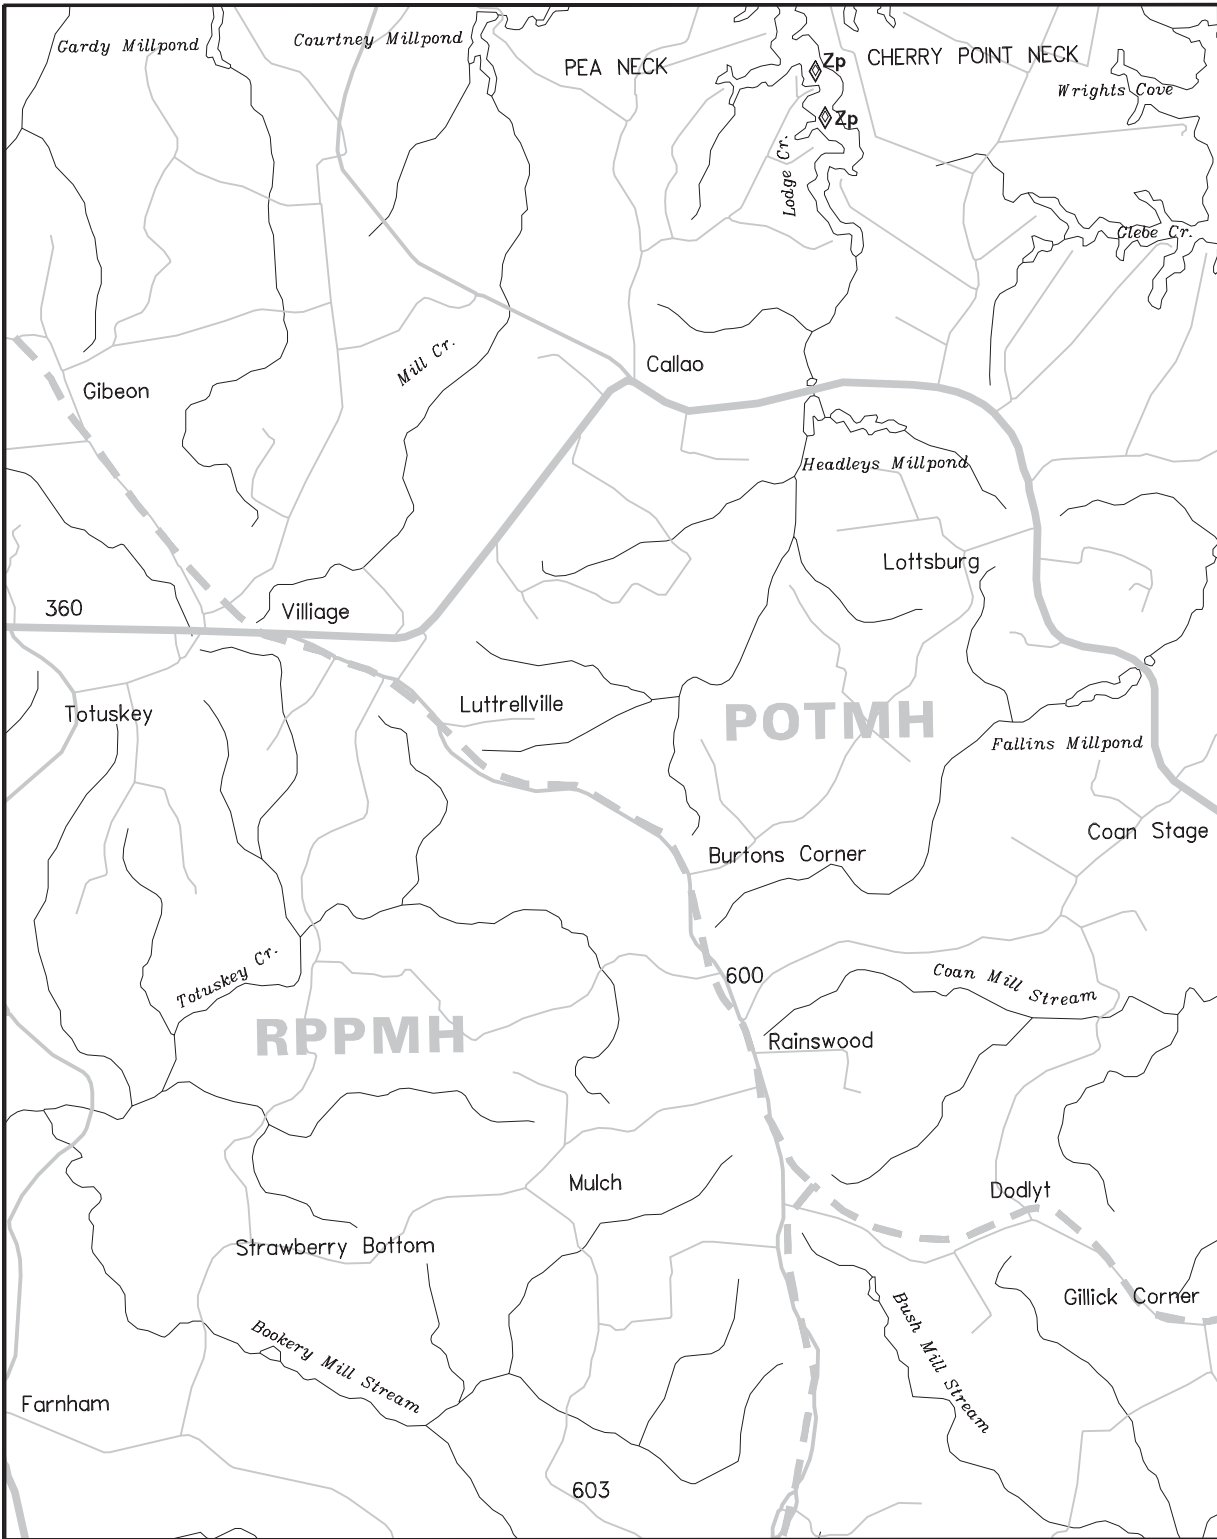 Gardy Millpond
Courtney Millpond
PEA NECK
Zp
CHERRY POINT NECK
Wrights Cove
Zp
Lodge Cr.
Glebe Cr.
Mill Cr.
Callao
Gibeon
Headleys Millpond
Lottsburg
360
Villiage
Luttrellville
Totuskey
POTMH
Fallins Millpond
Coan Stage
Burtons Corner
Totuskey Cr.
600
Coan Mill Stream
RPPMH
Rainswood
Mulch
Dodlyt
Strawberry Bottom
Gillick Corner
Bush Mill Stream
Bookery Mill Stream
Farnham
603